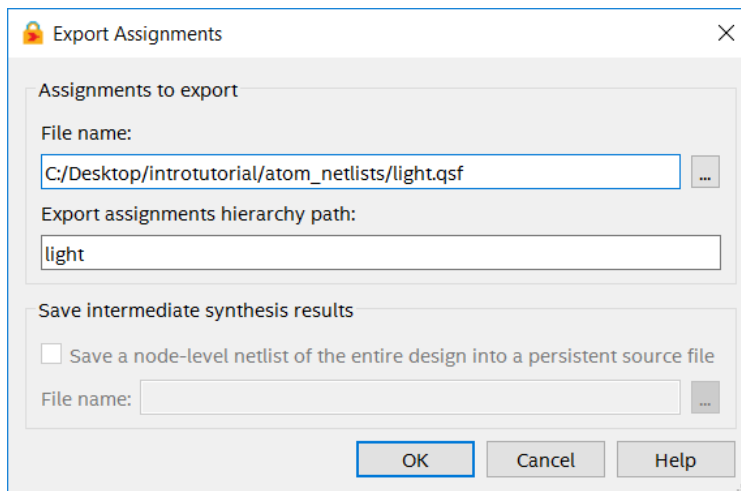 Export Assignments
Assignments to export
File name:
C:/Desktop/introtutorial/atom_netlists/light.qsf
...
Export assignments hierarchy path:
light
Save intermediate synthesis results
Save a node-level netlist of the entire design into a persistent source file
File name:
...
OK Cancel Help